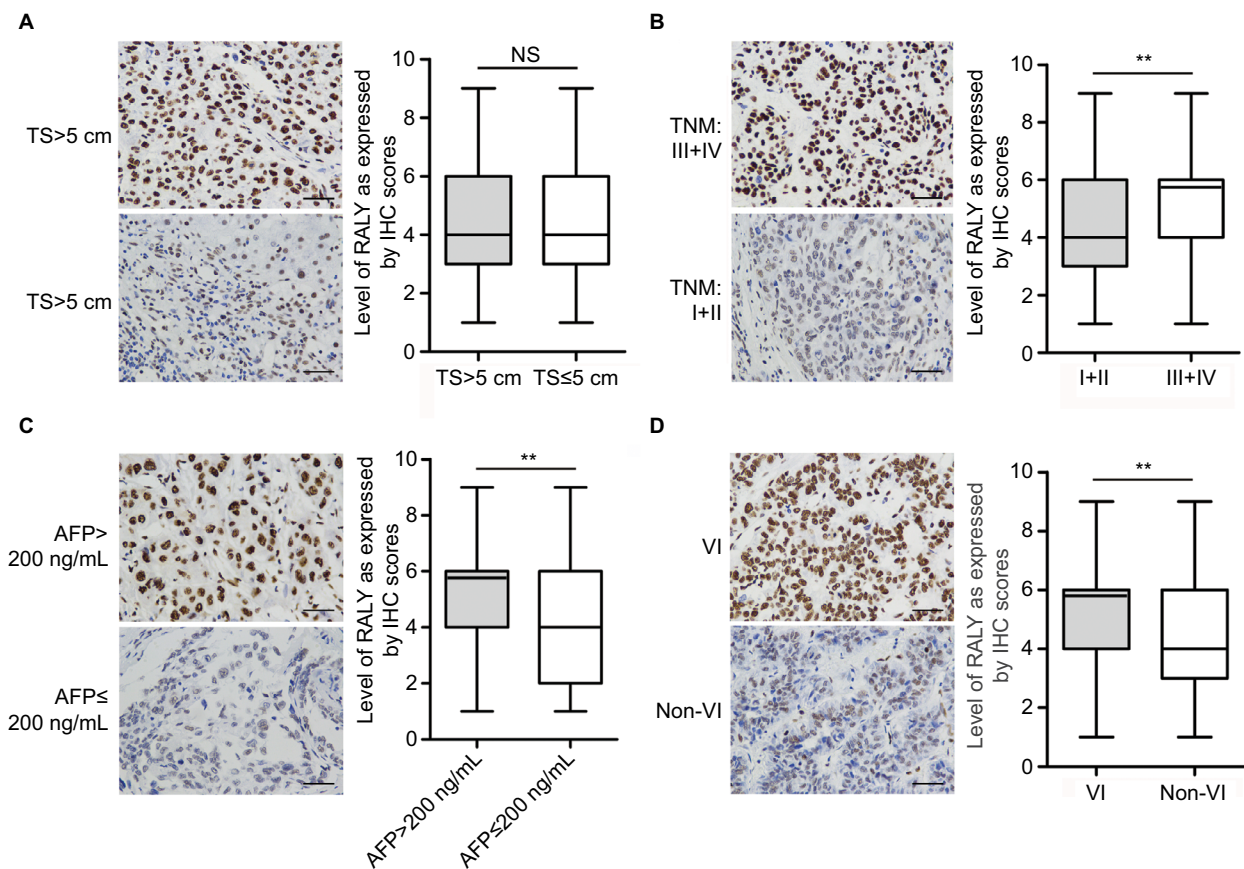 A
TS>5 cm
TS>5 cm
Level of RALY as expressed
by IHC scores
10
8
6
4
2
0
NS
TS>5 cm
TS≤5 cm
B
TNM:
III+IV
TNM:
I+II
Level of RALY as expressed
by IHC scores
10
8
6
4
2
0
**
I+II
III+IV
C
AFP>
200 ng/mL
AFP≤
200 ng/mL
Level of RALY as expressed
by IHC scores
10
8
6
4
2
0
**
AFP>200 ng/mL
AFP≤200 ng/mL
D
VI
Non-VI
Level of RALY as expressed
by IHC scores
10
8
6
4
2
0
**
VI
Non-VI